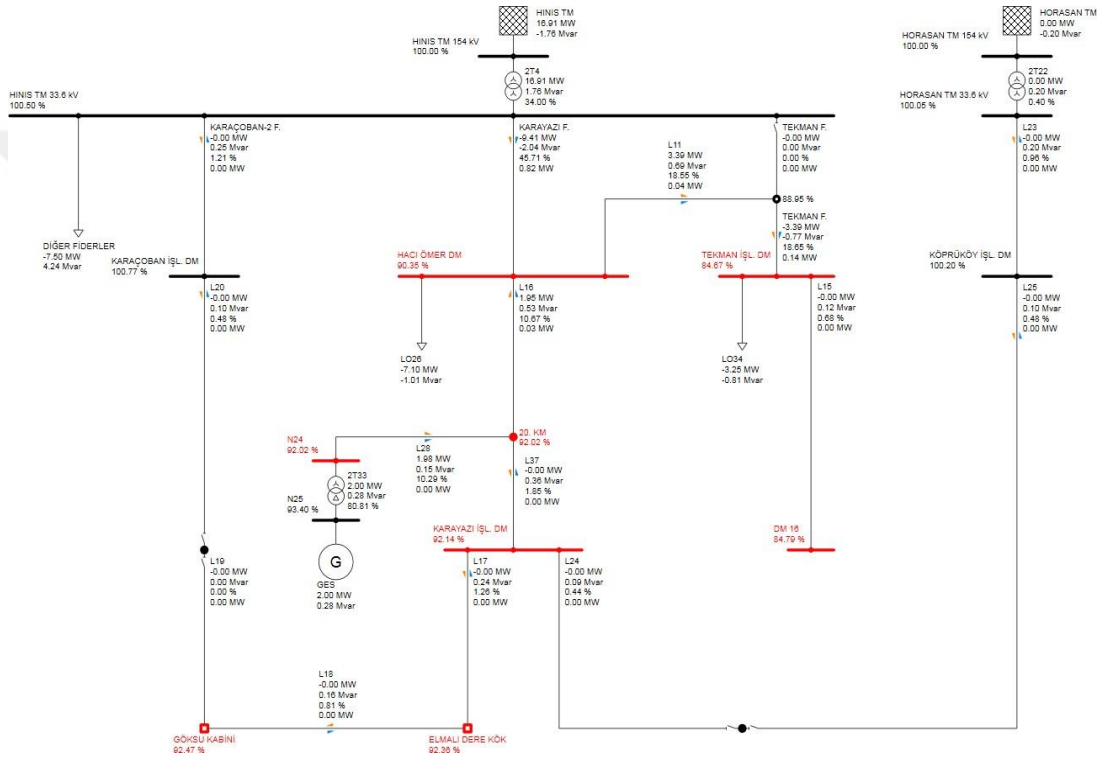 HINIS TM
16.91 MW
-1.76 Mvar
HINIS TM 154 kV
100.00 %
2T4
16.91 MW
1.76 Mvar
34.00 %
HORASAN TM
0.00 MW
-0.20 Mvar
HORASAN TM 154 kV
100.00 %
2T22
0.00 MW
0.20 Mvar
0.40 %
HINIS TM 33.6 kV
100.50 %
HORASAN TM 33.6 kV
100.05 %
KARAÇOBAN-2 F.
-0.00 MW
0.25 Mvar
1.21 %
0.00 MW
KARAYAZI F.
-9.41 MW
-2.04 Mvar
45.71 %
0.82 MW
L11
3.39 MW
0.69 Mvar
18.55 %
0.04 MW
TEKMAN F.
-0.00 MW
0.00 Mvar
0.00 %
0.00 MW
L23
-0.00 MW
0.20 Mvar
0.96 %
0.00 MW
88.95 %
DİĞER FİDERLER
-7.50 MW
4.24 Mvar
KARAÇOBAN İŞL. DM
100.77 %
HACI ÖMER DM
90.35 %
TEKMAN F.
-3.39 MW
-0.77 Mvar
18.65 %
0.14 MW
TEKMAN İŞL. DM
84.67 %
KÖPRÜKÖY İŞL. DM
100.20 %
L20
-0.00 MW
0.10 Mvar
0.48 %
0.00 MW
L16
1.95 MW
0.53 Mvar
10.67 %
0.03 MW
L15
-0.00 MW
0.12 Mvar
0.68 %
0.00 MW
L25
-0.00 MW
0.10 Mvar
0.48 %
0.00 MW
LO26
-7.10 MW
-1.01 Mvar
LO34
-3.25 MW
-0.81 Mvar
N24
92.02 %
L28
1.98 MW
0.15 Mvar
10.29 %
0.00 MW
20. KM
92.02 %
L37
-0.00 MW
0.36 Mvar
1.85 %
0.00 MW
2T33
2.00 MW
0.28 Mvar
80.81 %
N25
93.40 %
G
GES
2.00 MW
0.28 Mvar
KARAYAZI İŞL. DM
92.14 %
DM 16
84.79 %
L19
-0.00 MW
0.00 Mvar
0.00 %
0.00 MW
L17
-0.00 MW
0.24 Mvar
1.26 %
0.00 MW
L24
-0.00 MW
0.09 Mvar
0.44 %
0.00 MW
L18
-0.00 MW
0.16 Mvar
0.81 %
0.00 MW
GÖKSU KABİNİ
92.47 %
ELMALI DERE KÖK
92.36 %